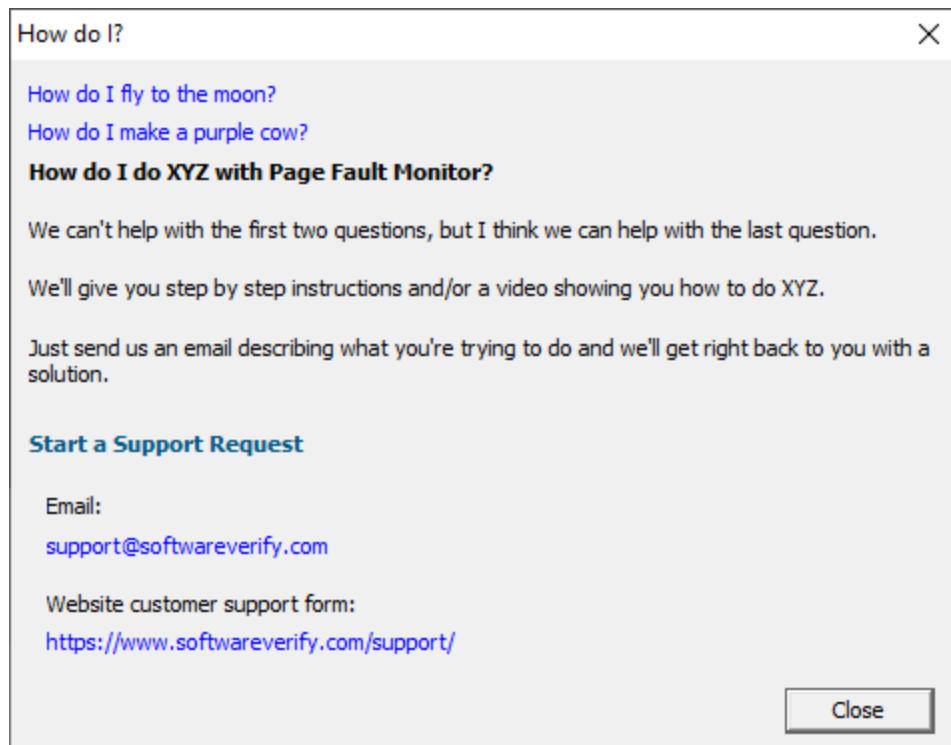 How do I?
How do I fly to the moon?
How do I make a purple cow?
How do I do XYZ with Page Fault Monitor?
We can't help with the first two questions, but I think we can help with the last question.
We'll give you step by step instructions and/or a video showing you how to do XYZ.
Just send us an email describing what you're trying to do and we'll get right back to you with a
solution.
Start a Support Request
Email:
support@softwareverify.com
Website customer support form:
https://www.softwareverify.com/support/
Close